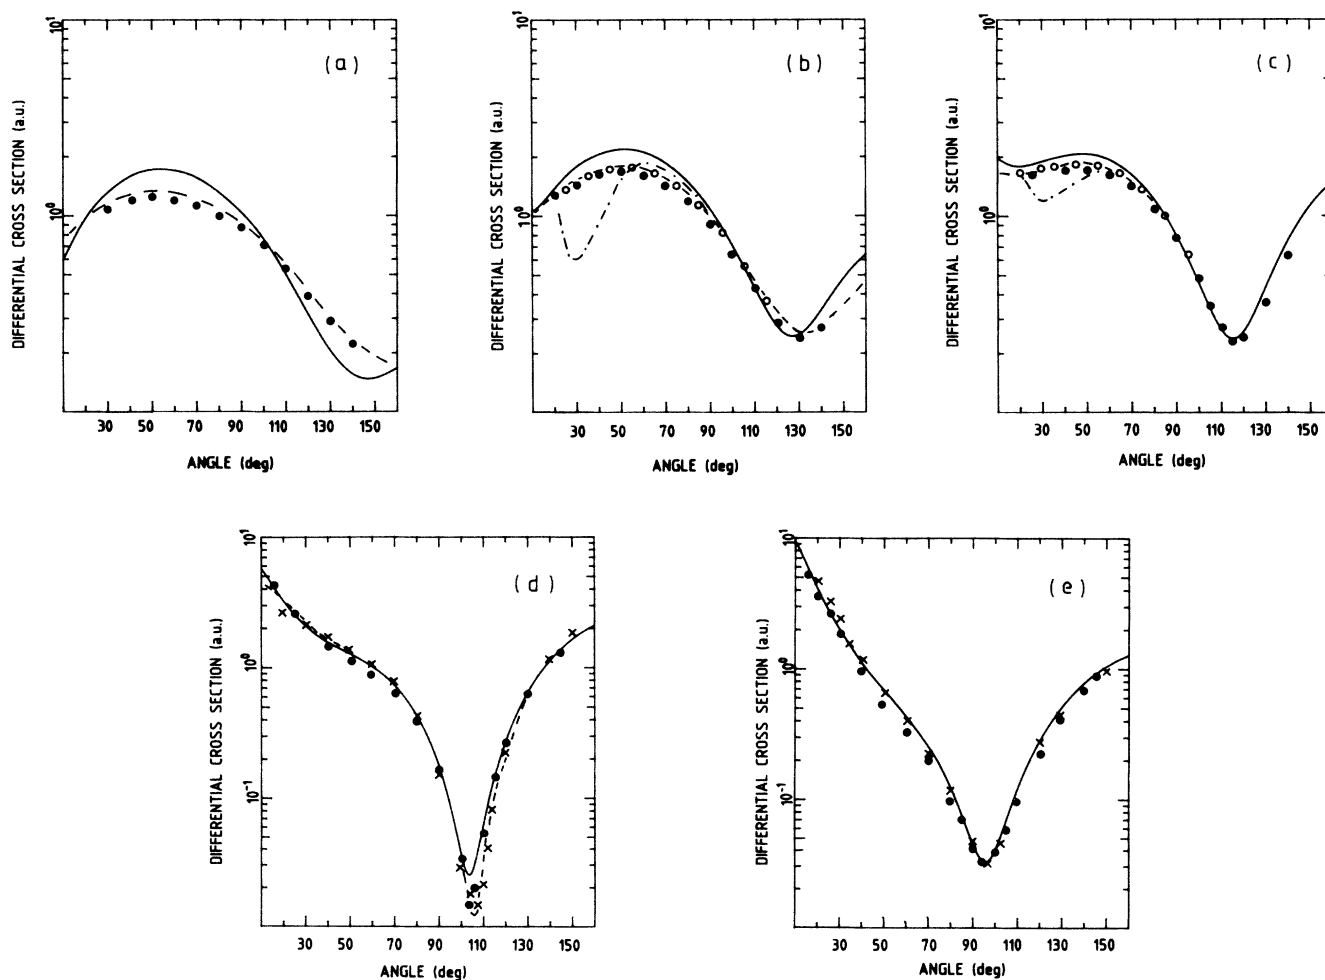 (a)
DIFFERENTIAL CROSS SECTION (a.u.)
10¹
10⁰
30 50 70 90 110 130 150
ANGLE (deg)
(b)
DIFFERENTIAL CROSS SECTION (a.u.)
10¹
10⁰
30 50 70 90 110 130 150
ANGLE (deg)
(c)
DIFFERENTIAL CROSS SECTION (a.u.)
10¹
10⁰
30 50 70 90 110 130 150
ANGLE (deg)
(d)
DIFFERENTIAL CROSS SECTION (a.u.)
10¹
10⁰
10⁻¹
30 50 70 90 110 130 150
ANGLE (deg)
(e)
DIFFERENTIAL CROSS SECTION (a.u.)
10¹
10⁰
10⁻¹
30 50 70 90 110 130 150
ANGLE (deg)